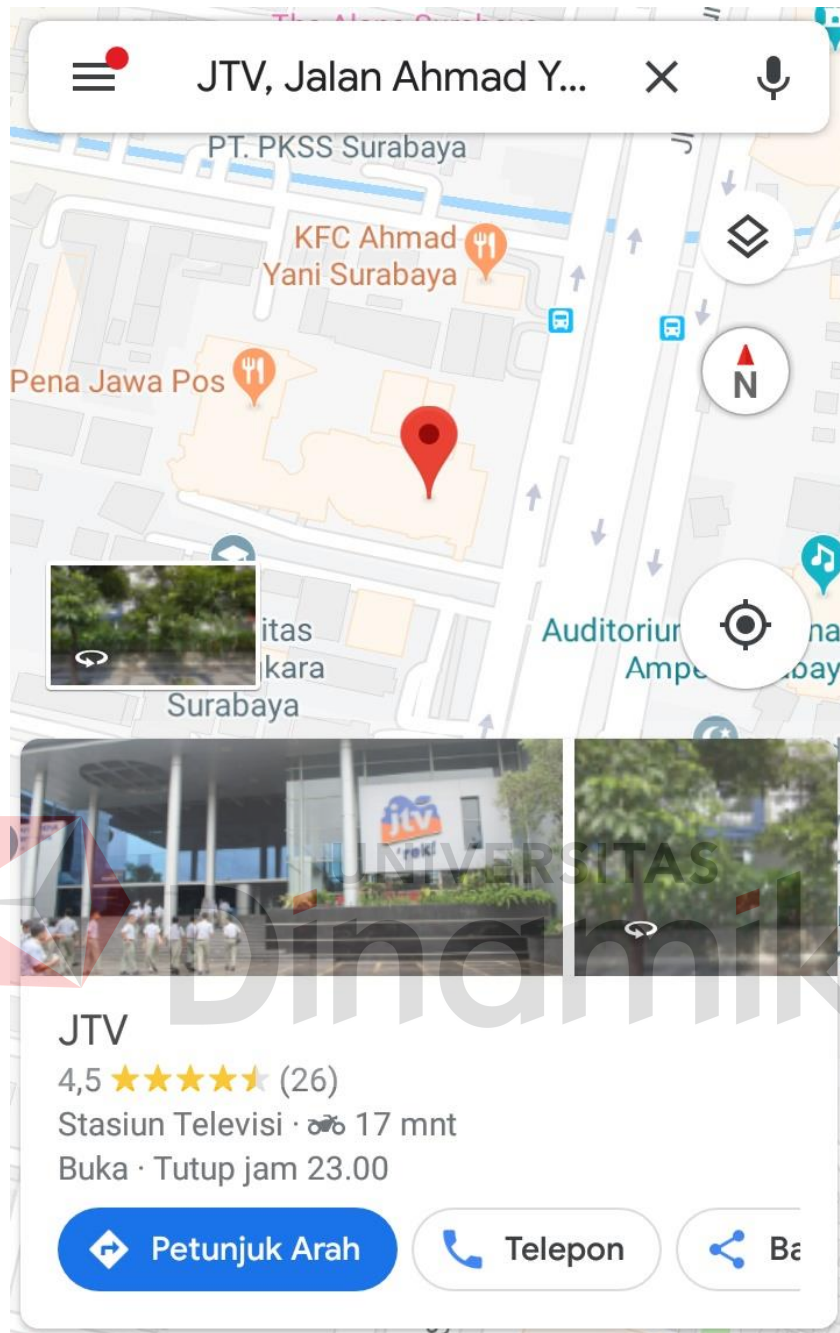 JTV, Jalan Ahmad Y...
PT. PKSS Surabaya
KFC Ahmad
Yani Surabaya
N
Pena Jawa Pos
itas
kara
Surabaya
Auditoriur
na
Ampe
bay
jtv
UNIVERSITAS
Dinamik
JTV
4,5 (26)
Stasiun Televisi · 17 mnt
Buka · Tutup jam 23.00
Petunjuk Arah
Telepon
Ba